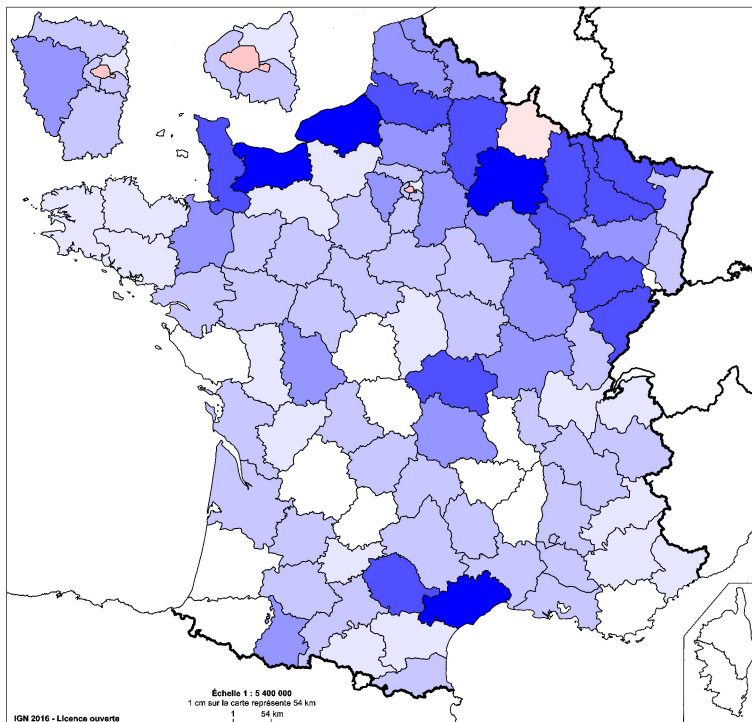 Échelle 1 : 5 400 000
1 cm sur la carte représente 54 km
1 54 km
IGN 2016 - Licence ouverte